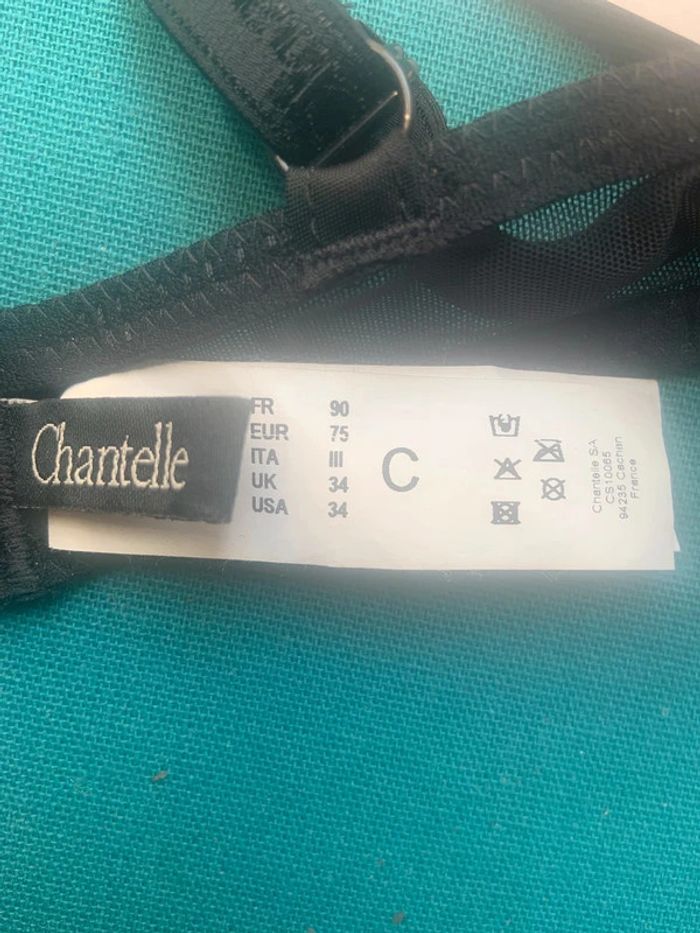 Chantelle
FR 90
EUR 75
ITA III
UK 34
USA 34
C
Chantelle SA
CS10065
94235 Cachan
France